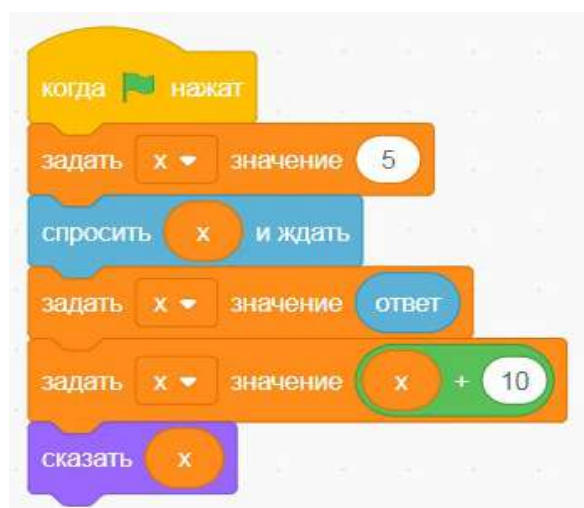 когда нажат
задать x значение 5
спросить x и ждать
задать x значение ответ
задать x значение x + 10
сказать x